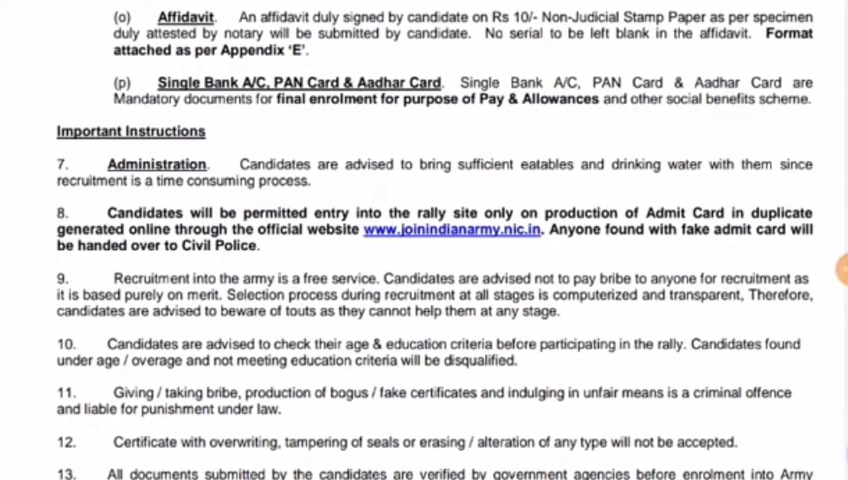 (o) Affidavit. An affidavit duly signed by candidate on Rs 10/- Non-Judicial Stamp Paper as per specimen
duly attested by notary will be submitted by candidate. No serial to be left blank in the affidavit. Format
attached as per Appendix ‘E’.
(p) Single Bank A/C, PAN Card & Aadhar Card. Single Bank A/C, PAN Card & Aadhar Card are
Mandatory documents for final enrolment for purpose of Pay & Allowances and other social benefits scheme.
Important Instructions
7. Administration. Candidates are advised to bring sufficient eatables and drinking water with them since
recruitment is a time consuming process.
8. Candidates will be permitted entry into the rally site only on production of Admit Card in duplicate
generated online through the official website www.joinindianarmy.nic.in. Anyone found with fake admit card will
be handed over to Civil Police.
9. Recruitment into the army is a free service. Candidates are advised not to pay bribe to anyone for recruitment as
it is based purely on merit. Selection process during recruitment at all stages is computerized and transparent, Therefore,
candidates are advised to beware of touts as they cannot help them at any stage.
10. Candidates are advised to check their age & education criteria before participating in the rally. Candidates found
under age / overage and not meeting education criteria will be disqualified.
11. Giving / taking bribe, production of bogus / fake certificates and indulging in unfair means is a criminal offence
and liable for punishment under law.
12. Certificate with overwriting, tampering of seals or erasing / alteration of any type will not be accepted.
13. All documents submitted by the candidates are verified by government agencies before enrolment into Army